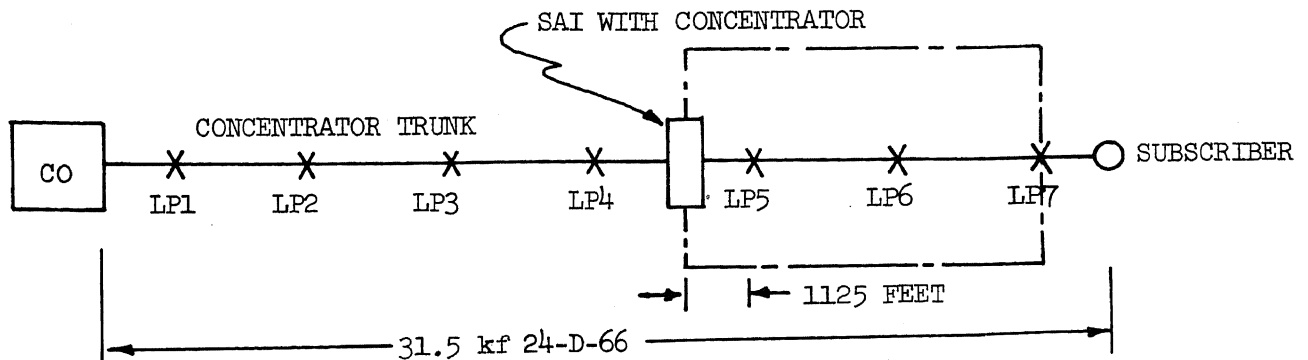 SAI WITH CONCENTRATOR
CONCENTRATOR TRUNK
CO
SUBSCRIBER
LP1
LP2
LP3
LP4
LP5
LP6
LP7
1125 FEET
31.5 kf 24-D-66